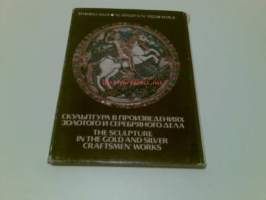 СКУЛЬПТУРА В ПРОИЗВЕДЕНИЯХ
ЗОЛОТОГО И СЕРЕБРЯНОГО ДЕЛА
THE SCULPTURE
IN THE GOLD AND SILVER
CRAFTSMEN' WORKS